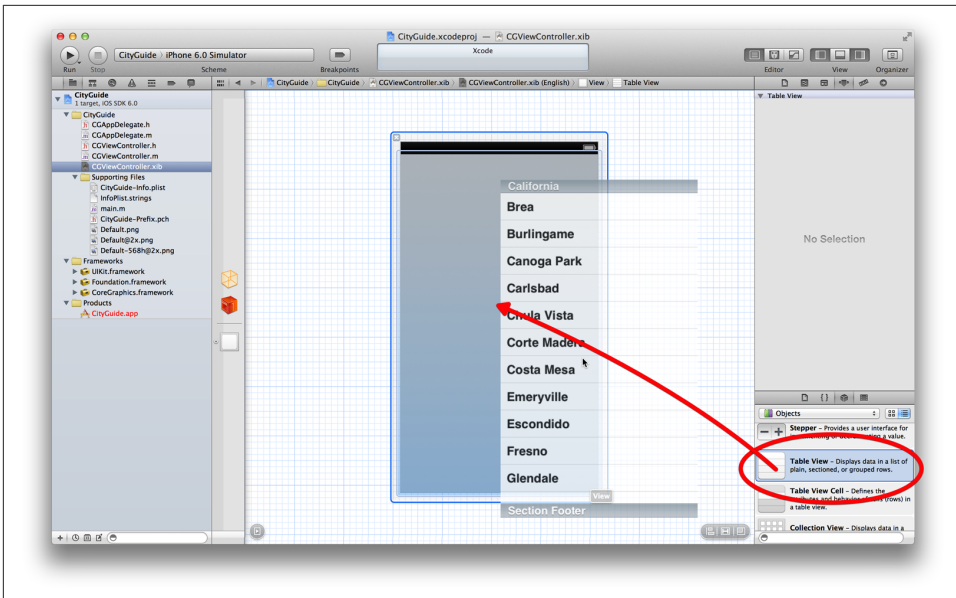 CityGuide.xcodeproj — CGViewController.xib
CityGuide › iPhone 6.0 Simulator
Xcode
Run Stop Scheme Breakpoints Editor View Organizer
CityGuide › CityGuide › CGViewController.xib › CGViewController.xib (English) › View › Table View
CityGuide
1 target, iOS SDK 6.0
CityGuide
CGAppDelegate.h
CGAppDelegate.m
CGViewController.h
CGViewController.m
CGViewController.xib
Supporting Files
CityGuide-Info.plist
InfoPlist.strings
main.m
CityGuide-Prefix.pch
Default.png
Default@2x.png
Default-568h@2x.png
Frameworks
UIKit.framework
Foundation.framework
CoreGraphics.framework
Products
CityGuide.app
California
Brea
Burlingame
Canoga Park
Carlsbad
Chula Vista
Corte Madera
Costa Mesa
Emeryville
Escondido
Fresno
Glendale
View
Section Footer
Table View
No Selection
Objects
Stepper – Provides a user interface for
a value.
Table View – Displays data in a list of
plain, sectioned, or grouped rows.
Table View Cell – Defines the
attributes and behavior of cells (rows) in
a table view.
Collection View – Displays data in a